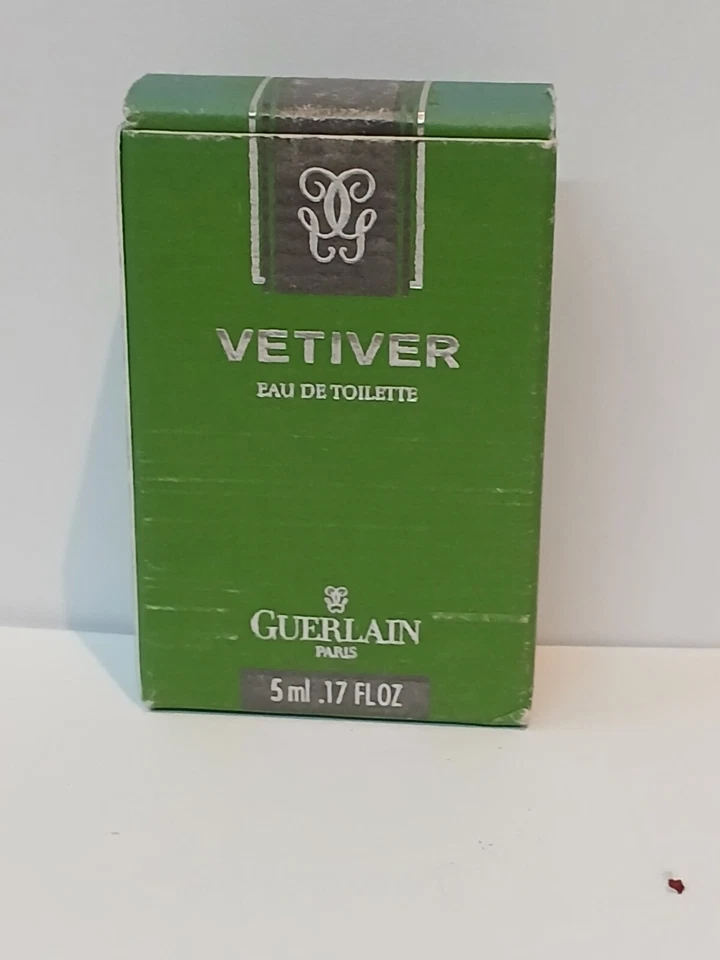 VETIVER
EAU DE TOILETTE
GUERLAIN
PARIS
5 ml .17 FL OZ